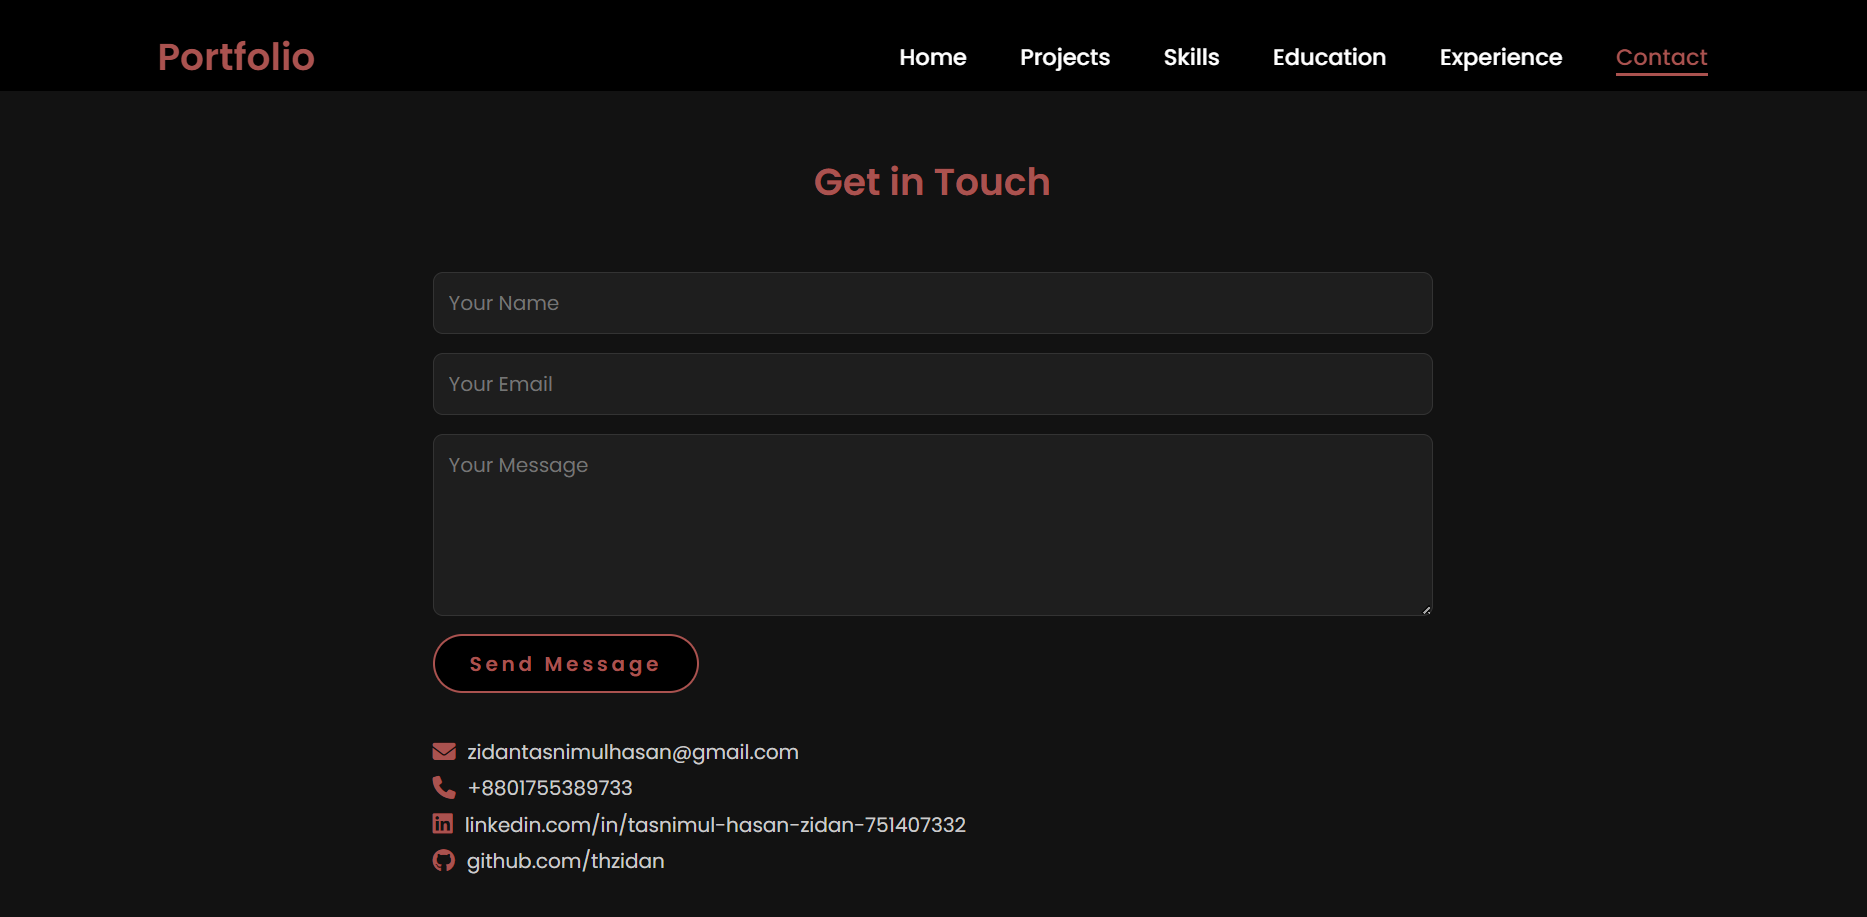 Portfolio Home Projects Skills Education Experience Contact
Get in Touch
Your Name
Your Email
Your Message
Send Message
zidantasnimulhasan@gmail.com
+8801755389733
linkedin.com/in/tasnimul-hasan-zidan-751407332
github.com/thzidan